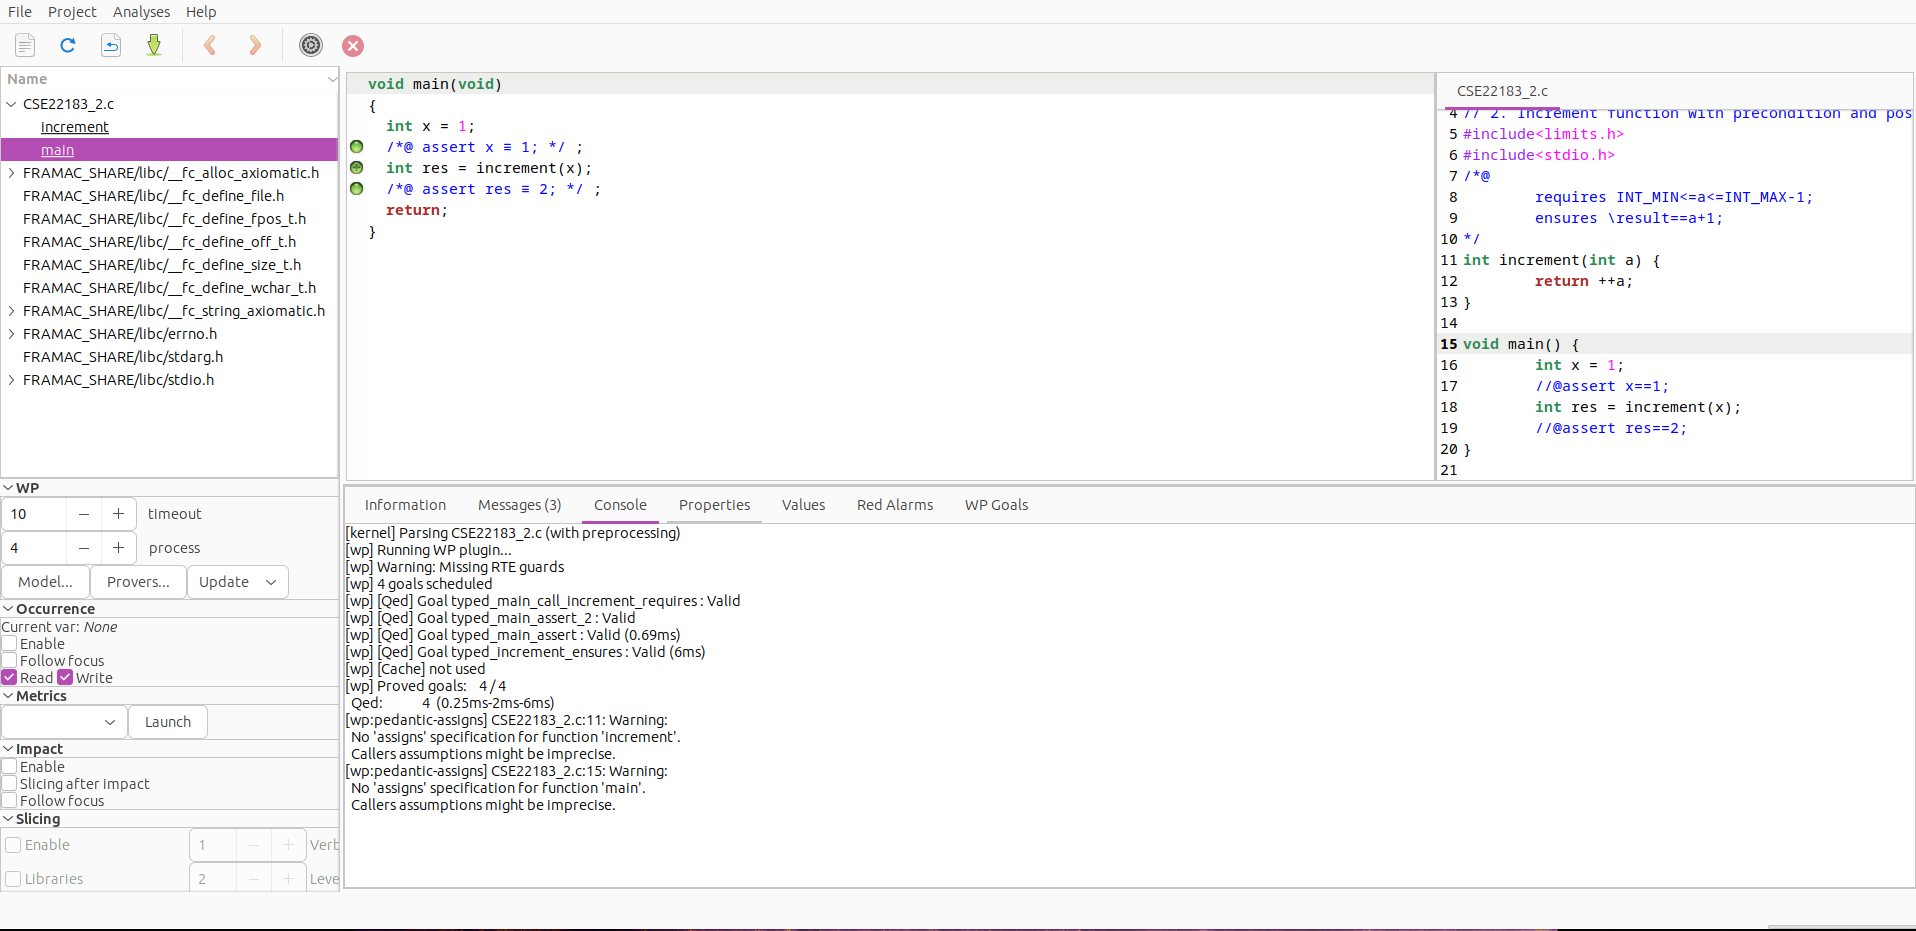 File Project Analyses Help
Name
CSE22183_2.c
increment
main
FRAMAC_SHARE/libc/__fc_alloc_axiomatic.h
FRAMAC_SHARE/libc/__fc_define_file.h
FRAMAC_SHARE/libc/__fc_define_fpos_t.h
FRAMAC_SHARE/libc/__fc_define_off_t.h
FRAMAC_SHARE/libc/__fc_define_size_t.h
FRAMAC_SHARE/libc/__fc_define_wchar_t.h
FRAMAC_SHARE/libc/__fc_string_axiomatic.h
FRAMAC_SHARE/libc/errno.h
FRAMAC_SHARE/libc/stdarg.h
FRAMAC_SHARE/libc/stdio.h
WP
10 − + timeout
4 − + process
Model... Provers... Update
Occurrence
Current var: None
Enable
Follow focus
Read Write
Metrics
Launch
Impact
Enable
Slicing after impact
Follow focus
Slicing
Enable 1 − + Verb
Libraries 2 − + Leve
void main(void)
{
int x = 1;
/*@ assert x ≡ 1; */ ;
int res = increment(x);
/*@ assert res ≡ 2; */ ;
return;
}
CSE22183_2.c
4 // 2. Increment function with precondition and pos
5 #include<limits.h>
6 #include<stdio.h>
7 /*@
8 requires INT_MIN<=a<=INT_MAX-1;
9 ensures \result==a+1;
10 */
11 int increment(int a) {
12 return ++a;
13 }
14
15 void main() {
16 int x = 1;
17 //@assert x==1;
18 int res = increment(x);
19 //@assert res==2;
20 }
21
Information Messages (3) Console Properties Values Red Alarms WP Goals
[kernel] Parsing CSE22183_2.c (with preprocessing)
[wp] Running WP plugin...
[wp] Warning: Missing RTE guards
[wp] 4 goals scheduled
[wp] [Qed] Goal typed_main_call_increment_requires : Valid
[wp] [Qed] Goal typed_main_assert_2 : Valid
[wp] [Qed] Goal typed_main_assert : Valid (0.69ms)
[wp] [Qed] Goal typed_increment_ensures : Valid (6ms)
[wp] [Cache] not used
[wp] Proved goals: 4 / 4
Qed: 4 (0.25ms-2ms-6ms)
[wp:pedantic-assigns] CSE22183_2.c:11: Warning:
No 'assigns' specification for function 'increment'.
Callers assumptions might be imprecise.
[wp:pedantic-assigns] CSE22183_2.c:15: Warning:
No 'assigns' specification for function 'main'.
Callers assumptions might be imprecise.